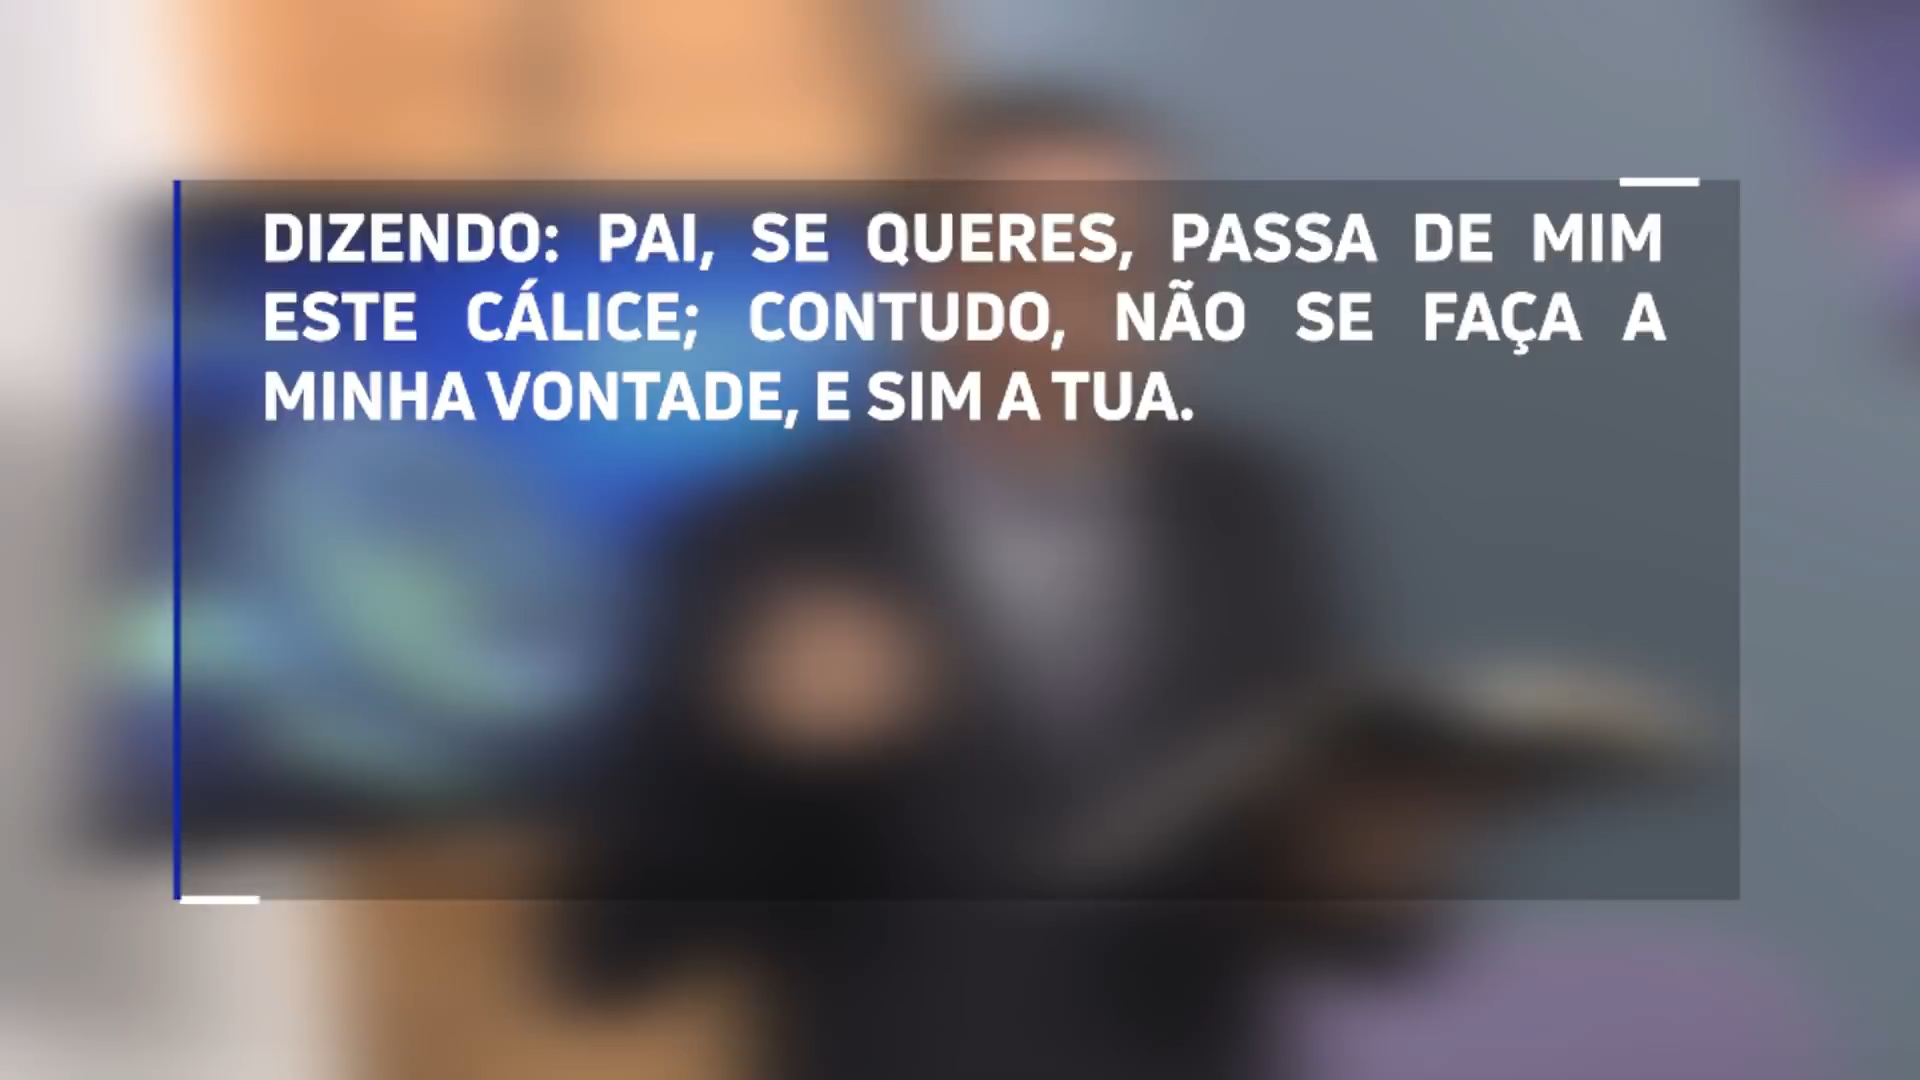 DIZENDO: PAI, SE QUERES, PASSA DE MIM
ESTE CÁLICE; CONTUDO, NÃO SE FAÇA A
MINHA VONTADE, E SIM A TUA.